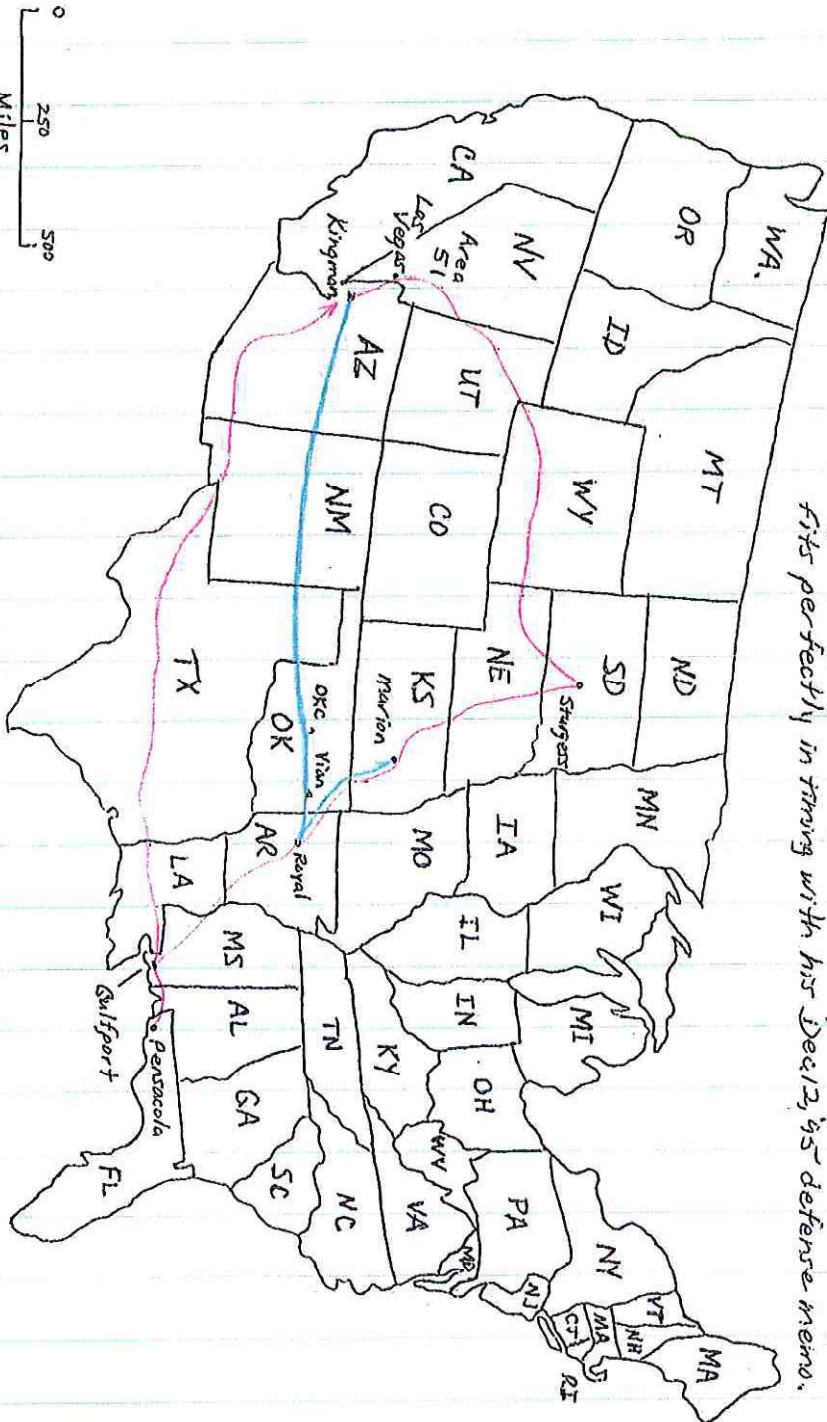 fits perfectly in timing with his Dec 12, '95 defense memo.
WA.
OR
CA
NV
ID
MT
WY
UT
AZ
CO
NM
ND
SD
NE
KS
OK
TX
MN
IA
MO
AR
LA
WI
IL
MS
MI
IN
KY
TN
AL
OH
WV
VA
NC
SC
GA
FL
PA
MD
NJ
NY
CT
RI
MA
VT
NH
MA
Area
51
Las
Vegas
Kingman
Sturgess
Marion
OKC
Vian
Royal
Gulfport
Pensacola
0 250 500
Miles